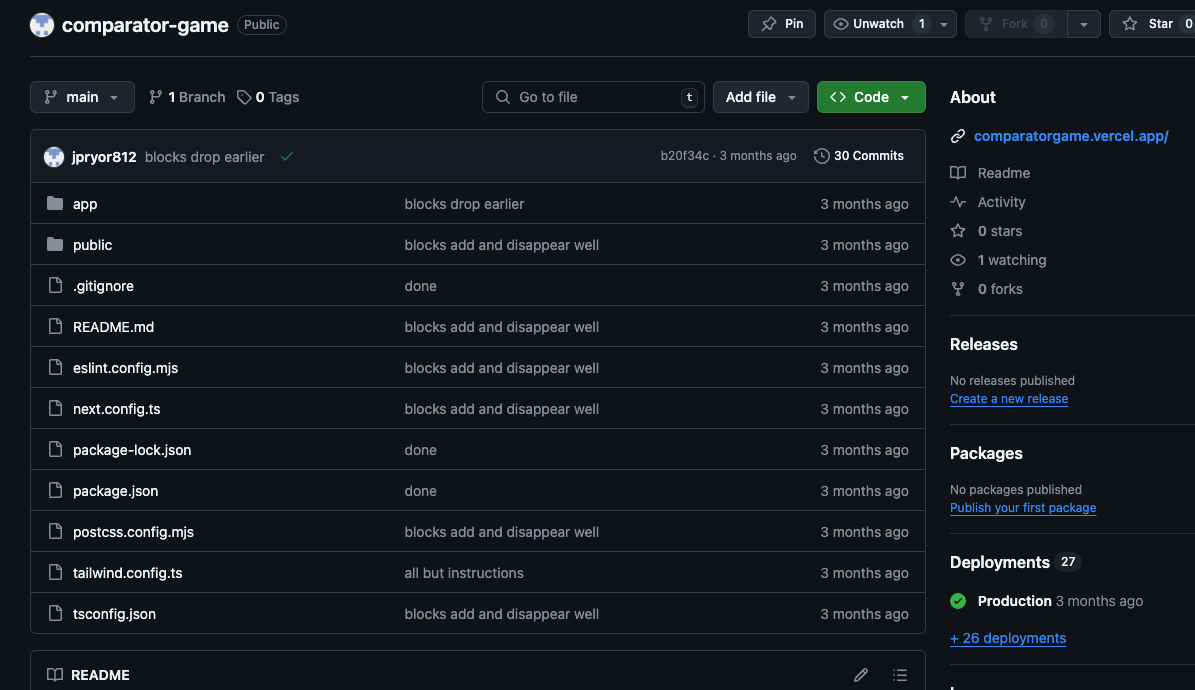 comparator-game Public Pin Unwatch 1 Fork 0 Star 0
main 1 Branch 0 Tags Go to file t Add file Code
jpryor812 blocks drop earlier b20f34c · 3 months ago 30 Commits
app blocks drop earlier 3 months ago
public blocks add and disappear well 3 months ago
.gitignore done 3 months ago
README.md blocks add and disappear well 3 months ago
eslint.config.mjs blocks add and disappear well 3 months ago
next.config.ts blocks add and disappear well 3 months ago
package-lock.json done 3 months ago
package.json done 3 months ago
postcss.config.mjs blocks add and disappear well 3 months ago
tailwind.config.ts all but instructions 3 months ago
tsconfig.json blocks add and disappear well 3 months ago
README
About
comparatorgame.vercel.app/
Readme
Activity
0 stars
1 watching
0 forks
Releases
No releases published
Create a new release
Packages
No packages published
Publish your first package
Deployments 27
Production 3 months ago
+ 26 deployments